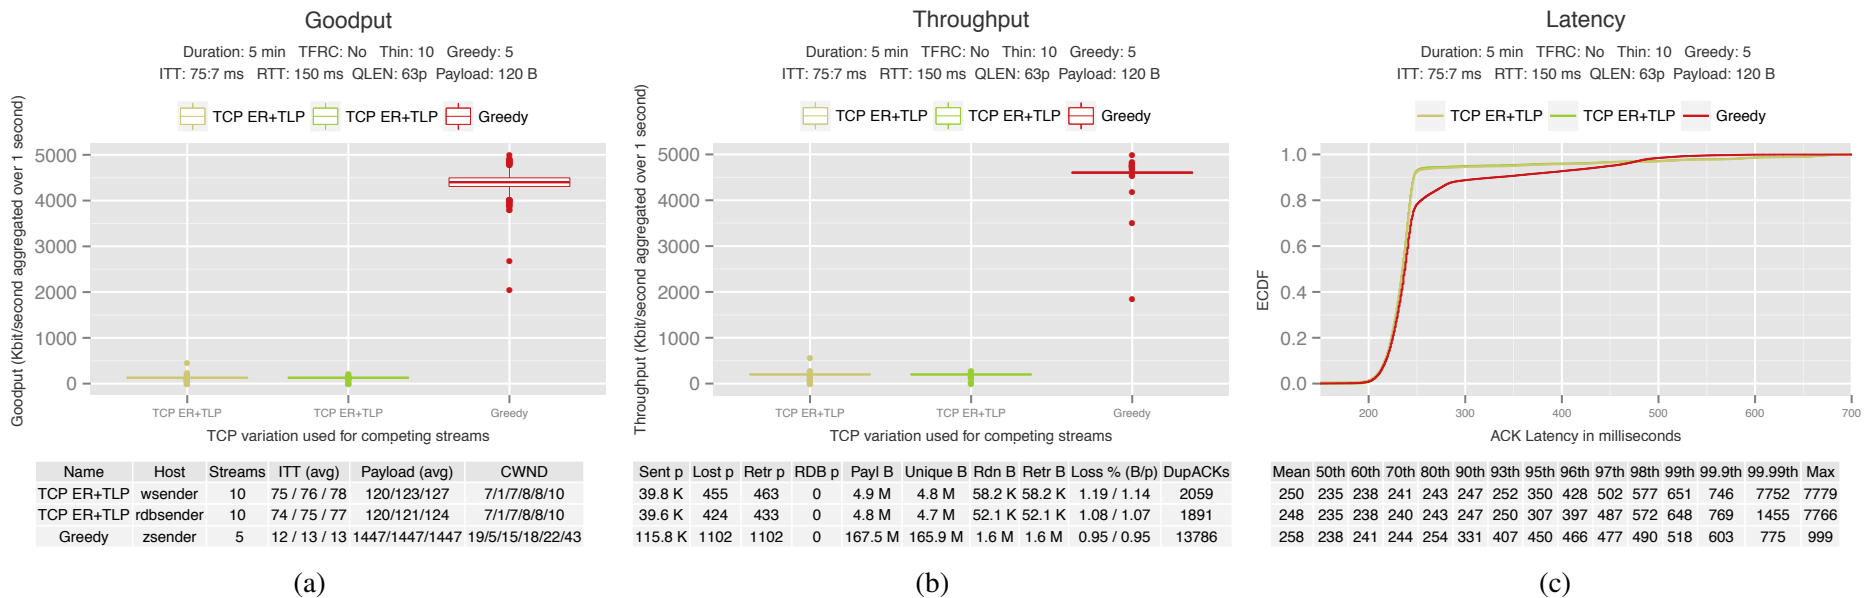 Goodput
Duration: 5 min TFRC: No Thin: 10 Greedy: 5
ITT: 75:7 ms RTT: 150 ms QLEN: 63p Payload: 120 B
TCP ER+TLP TCP ER+TLP Greedy
Goodput (Kbit/second aggregated over 1 second)
5000
4000
3000
2000
1000
0
TCP ER+TLP TCP ER+TLP Greedy
TCP variation used for competing streams
Name Host Streams ITT (avg) Payload (avg) CWND
TCP ER+TLP wsender 10 75 / 76 / 78 120/123/127 7/1/7/8/8/10
TCP ER+TLP rdbsender 10 74 / 75 / 77 120/121/124 7/1/7/8/8/10
Greedy zsender 5 12 / 13 / 13 1447/1447/1447 19/5/15/18/22/43
(a)
Throughput
Duration: 5 min TFRC: No Thin: 10 Greedy: 5
ITT: 75:7 ms RTT: 150 ms QLEN: 63p Payload: 120 B
TCP ER+TLP TCP ER+TLP Greedy
Throughput (Kbit/second aggregated over 1 second)
5000
4000
3000
2000
1000
0
TCP ER+TLP TCP ER+TLP Greedy
TCP variation used for competing streams
Sent p Lost p Retr p RDB p Payl B Unique B Rdn B Retr B Loss % (B/p) DupACKs
39.8 K 455 463 0 4.9 M 4.8 M 58.2 K 58.2 K 1.19 / 1.14 2059
39.6 K 424 433 0 4.8 M 4.7 M 52.1 K 52.1 K 1.08 / 1.07 1891
115.8 K 1102 1102 0 167.5 M 165.9 M 1.6 M 1.6 M 0.95 / 0.95 13786
(b)
Latency
Duration: 5 min TFRC: No Thin: 10 Greedy: 5
ITT: 75:7 ms RTT: 150 ms QLEN: 63p Payload: 120 B
TCP ER+TLP TCP ER+TLP Greedy
ECDF
1.0
0.8
0.6
0.4
0.2
0.0
200 300 400 500 600 700
ACK Latency in milliseconds
Mean 50th 60th 70th 80th 90th 93th 95th 96th 97th 98th 99th 99.9th 99.99th Max
250 235 238 241 243 247 252 350 428 502 577 651 746 7752 7779
248 235 238 240 243 247 250 307 397 487 572 648 769 1455 7766
258 238 241 244 254 331 407 450 466 477 490 518 603 775 999
(c)